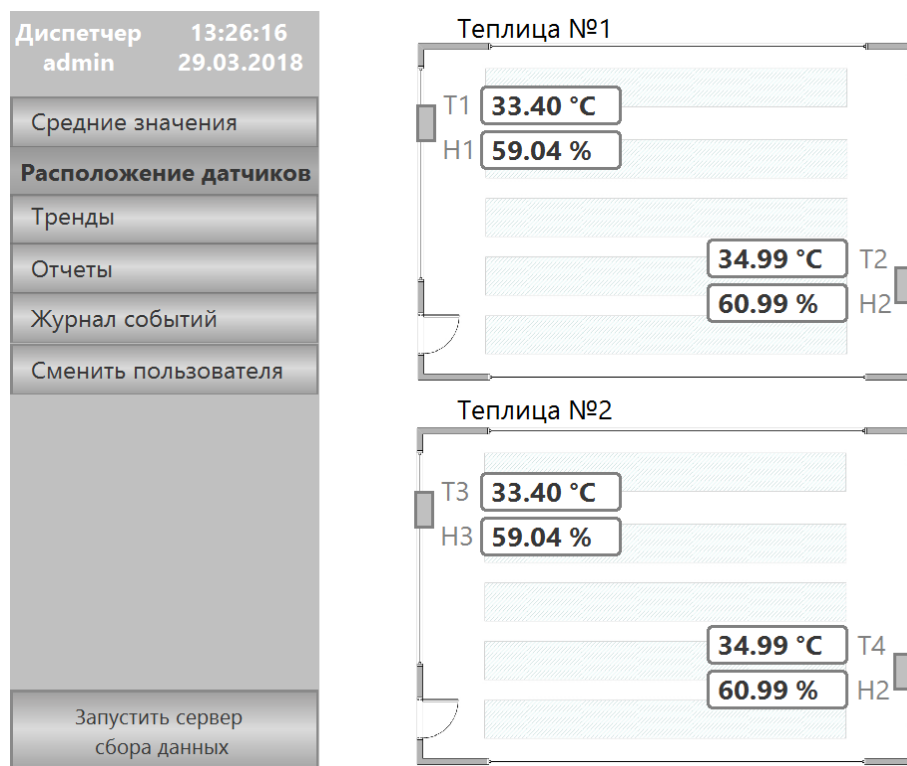 Диспетчер 13:26:16
admin 29.03.2018
Средние значения
Расположение датчиков
Тренды
Отчеты
Журнал событий
Сменить пользователя
Запустить сервер
сбора данных
Теплица №1
T1 33.40 °C
H1 59.04 %
34.99 °C T2
60.99 % H2
Теплица №2
T3 33.40 °C
H3 59.04 %
34.99 °C T4
60.99 % H2